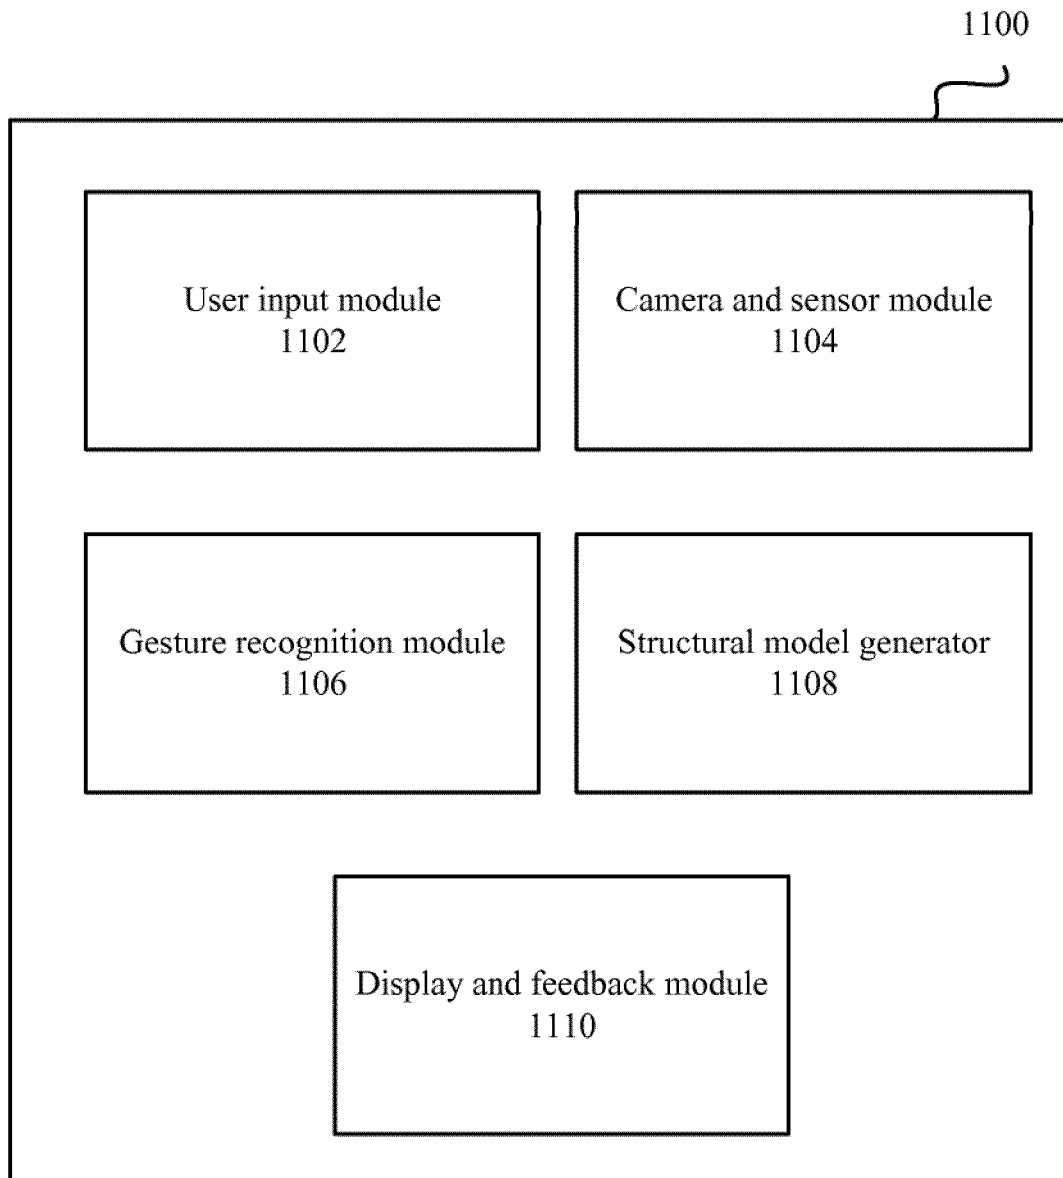 1100
User input module
1102
Camera and sensor module
1104
Gesture recognition module
1106
Structural model generator
1108
Display and feedback module
1110